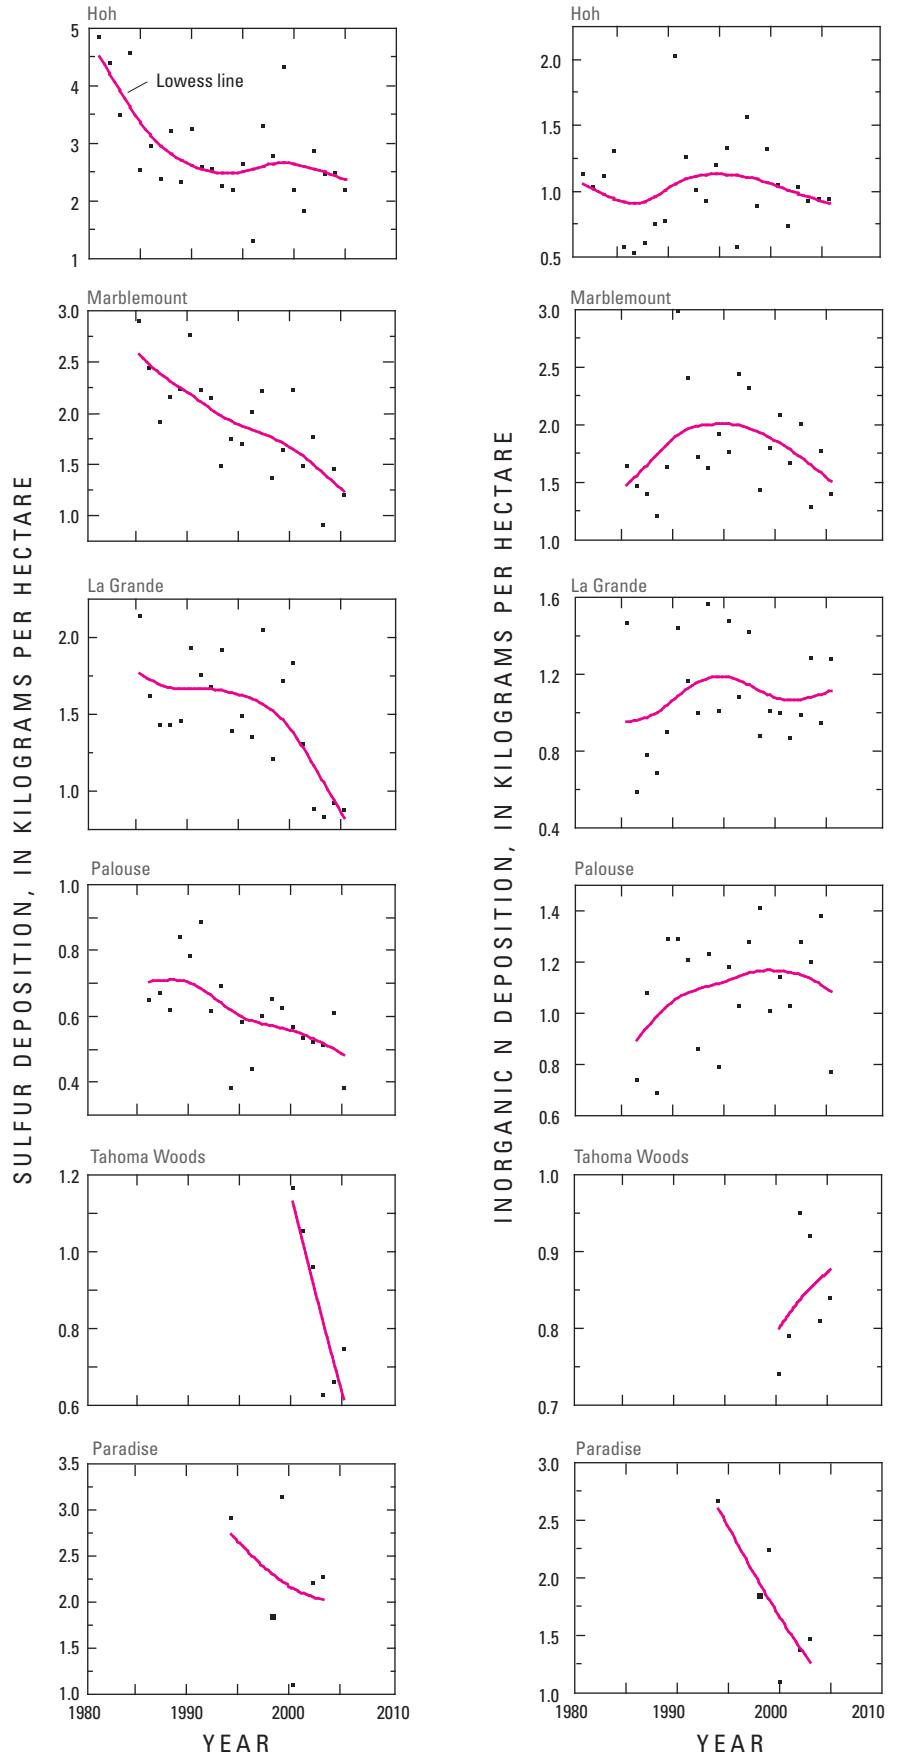 Hoh
5
4
3
2
1
Lowess line
Hoh
2.0
1.5
1.0
0.5
Marblemount
3.0
2.5
2.0
1.5
1.0
Marblemount
3.0
2.5
2.0
1.5
1.0
La Grande
2.0
1.5
1.0
La Grande
1.6
1.2
0.8
0.4
Palouse
1.0
0.8
0.6
0.4
Palouse
1.4
1.2
1.0
0.8
0.6
Tahoma Woods
1.2
1.0
0.8
0.6
Tahoma Woods
1.0
0.9
0.8
0.7
Paradise
3.5
3.0
2.5
2.0
1.5
1.0
1980 1990 2000 2010
YEAR
Paradise
3.0
2.5
2.0
1.5
1.0
1980 1990 2000 2010
YEAR
SULFUR DEPOSITION, IN KILOGRAMS PER HECTARE
INORGANIC N DEPOSITION, IN KILOGRAMS PER HECTARE